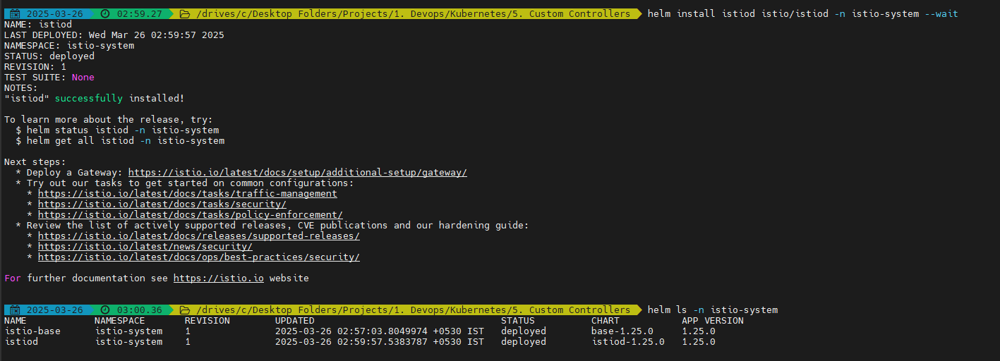 2025-03-26 02:59.27 /drives/c/Desktop Folders/Projects/1. Devops/Kubernetes/5. Custom Controllers helm install istiod istio/istiod -n istio-system --wait
NAME: istiod
LAST DEPLOYED: Wed Mar 26 02:59:57 2025
NAMESPACE: istio-system
STATUS: deployed
REVISION: 1
TEST SUITE: None
NOTES:
"istiod" successfully installed!
To learn more about the release, try:
$ helm status istiod -n istio-system
$ helm get all istiod -n istio-system
Next steps:
* Deploy a Gateway: https://istio.io/latest/docs/setup/additional-setup/gateway/
* Try out our tasks to get started on common configurations:
* https://istio.io/latest/docs/tasks/traffic-management
* https://istio.io/latest/docs/tasks/security/
* https://istio.io/latest/docs/tasks/policy-enforcement/
* Review the list of actively supported releases, CVE publications and our hardening guide:
* https://istio.io/latest/docs/releases/supported-releases/
* https://istio.io/latest/news/security/
* https://istio.io/latest/docs/ops/best-practices/security/
For further documentation see https://istio.io website
2025-03-26 03:00.36 /drives/c/Desktop Folders/Projects/1. Devops/Kubernetes/5. Custom Controllers helm ls -n istio-system
NAME NAMESPACE REVISION UPDATED STATUS CHART APP VERSION
istio-base istio-system 1 2025-03-26 02:57:03.8049974 +0530 IST deployed base-1.25.0 1.25.0
istiod istio-system 1 2025-03-26 02:59:57.5383787 +0530 IST deployed istiod-1.25.0 1.25.0